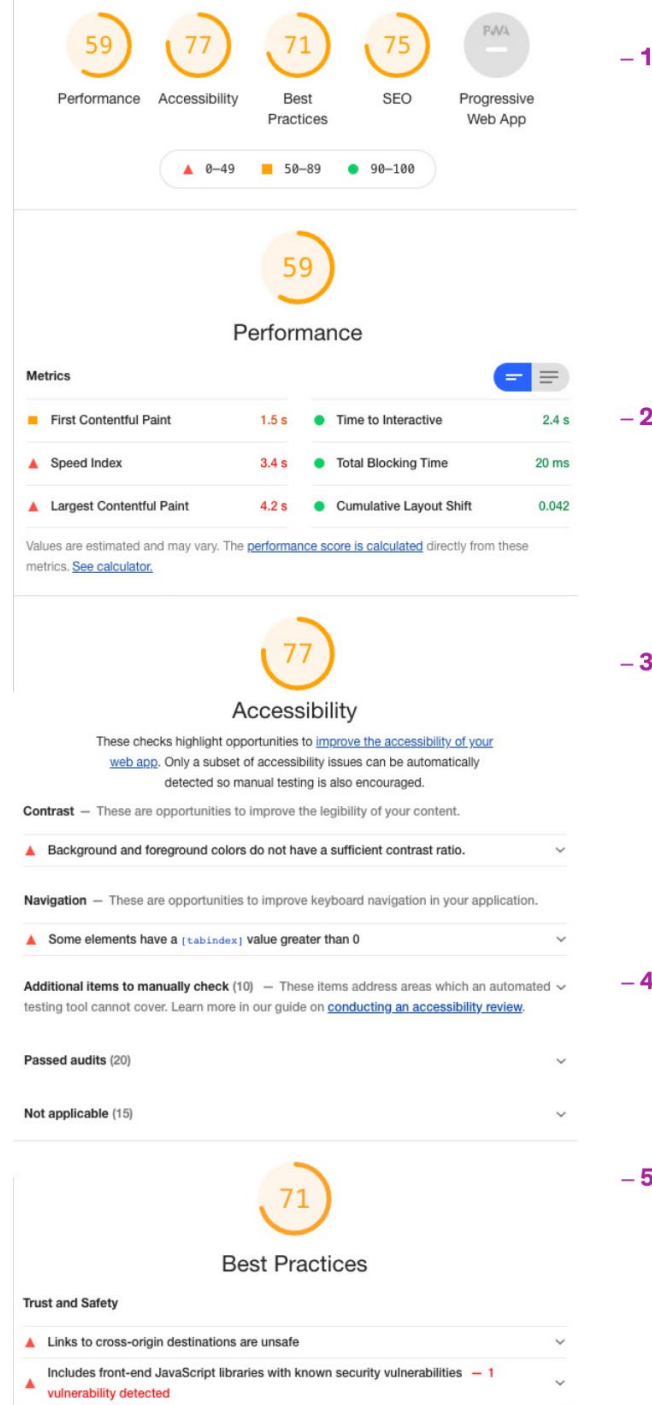 59 77 71 75 PWA
– 1
Performance Accessibility Best Practices SEO Progressive Web App
0–49 50–89 90–100
59
Performance
Metrics
First Contentful Paint 1.5 s Time to Interactive 2.4 s
– 2
Speed Index 3.4 s Total Blocking Time 20 ms
Largest Contentful Paint 4.2 s Cumulative Layout Shift 0.042
Values are estimated and may vary. The performance score is calculated directly from these
metrics. See calculator.
77
– 3
Accessibility
These checks highlight opportunities to improve the accessibility of your
web app. Only a subset of accessibility issues can be automatically
detected so manual testing is also encouraged.
Contrast — These are opportunities to improve the legibility of your content.
Background and foreground colors do not have a sufficient contrast ratio.
Navigation — These are opportunities to improve keyboard navigation in your application.
Some elements have a [tabindex] value greater than 0
Additional items to manually check (10) — These items address areas which an automated
– 4
testing tool cannot cover. Learn more in our guide on conducting an accessibility review.
Passed audits (20)
Not applicable (15)
71
– 5
Best Practices
Trust and Safety
Links to cross-origin destinations are unsafe
Includes front-end JavaScript libraries with known security vulnerabilities — 1
vulnerability detected